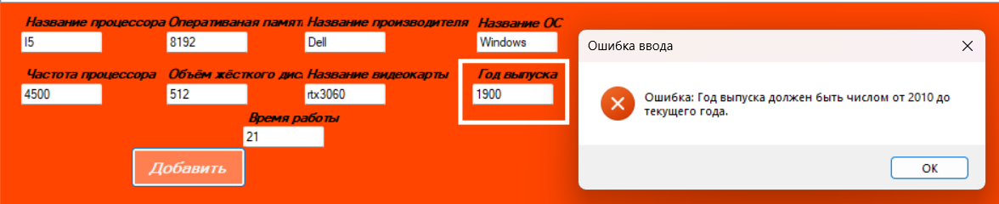 Название процессора Оперативаная памят Название производителя Название ОС
I5 8192 Dell Windows
Частота процессора Объём жёсткого дис Название видеокарты Год выпуска
4500 512 rtx3060 1900
Время работы
21
Добавить
Ошибка ввода
Ошибка: Год выпуска должен быть числом от 2010 до
текущего года.
OK